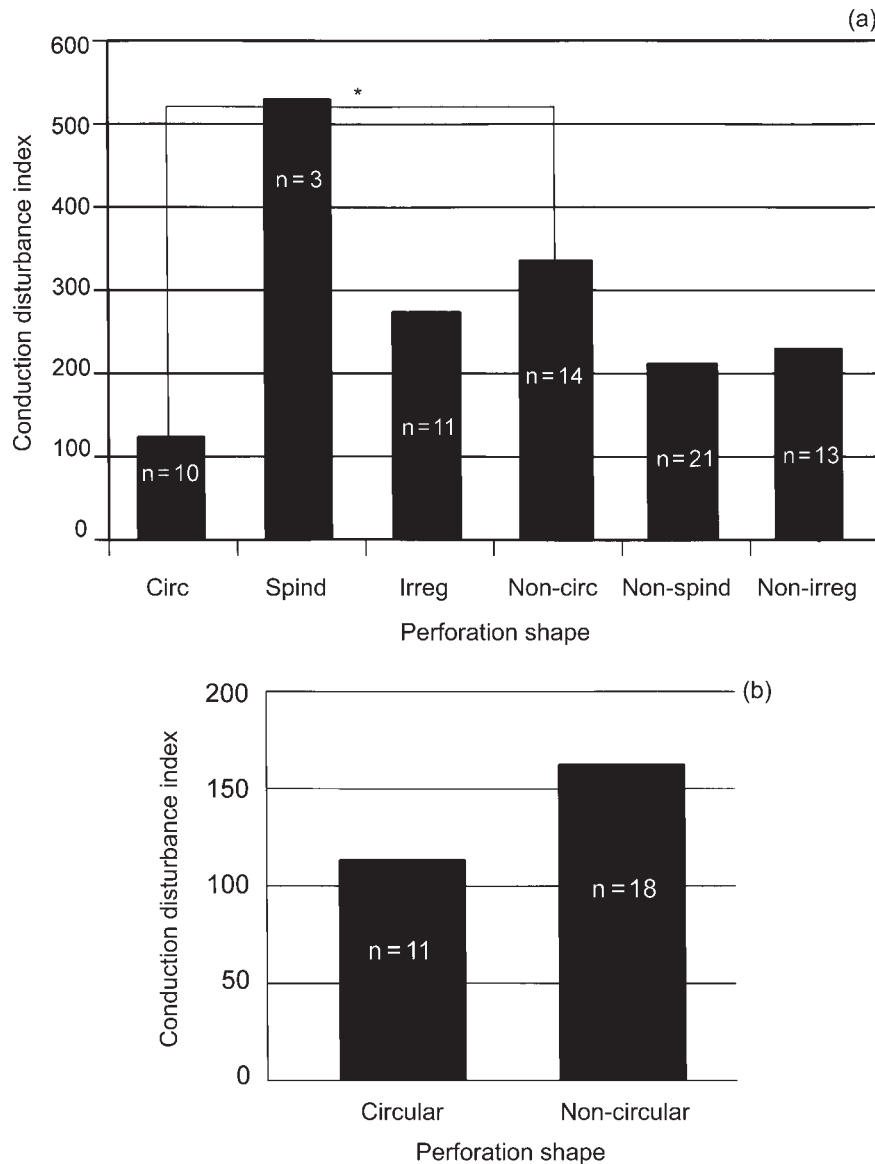 (a)
600
500
400
300
200
100
0
Conduction disturbance index
*
n=10
n=3
n=11
n=14
n=21
n=13
Circ Spind Irreg Non-circ Non-spind Non-irreg
Perforation shape
(b)
200
150
100
50
0
Conduction disturbance index
n=11
n=18
Circular Non-circular
Perforation shape